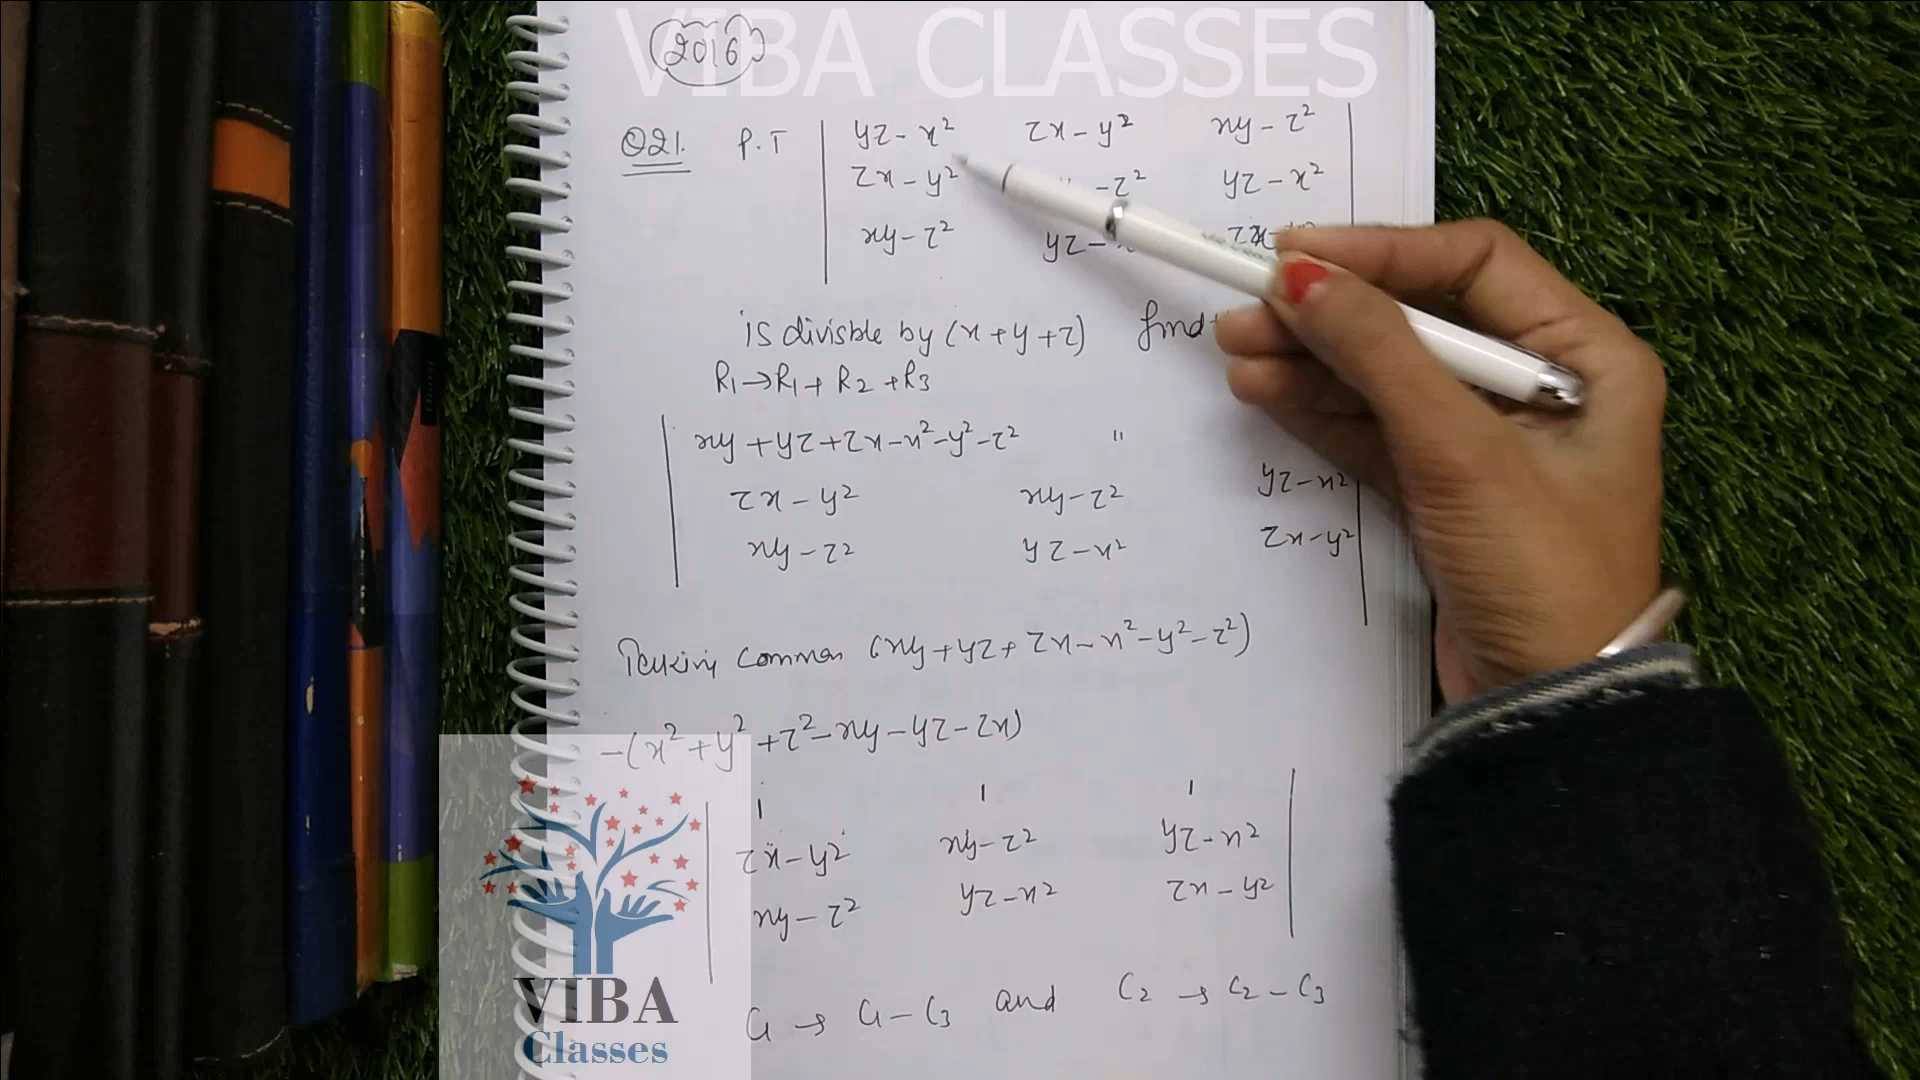 VIBA CLASSES
2016
Q21. P.T yz-x² zx-y² xy-z²
zx-y² -z² yz-x²
xy-z² yz- zx-
is divisble by (x+y+z) find
R₁→R₁+R₂+R₃
xy+yz+zx-x²-y²-z² "
zx-y² xy-z² yz-x²
xy-z² yz-x² zx-y²
Taking common (xy+yz+zx-x²-y²-z²)
-(x²+y²+z²-xy-yz-zx)
1 1 1
zx-y² xy-z² yz-x²
xy-z² yz-x² zx-y²
C₁→C₁-C₃ and C₂→C₂-C₃
VIBA
Classes